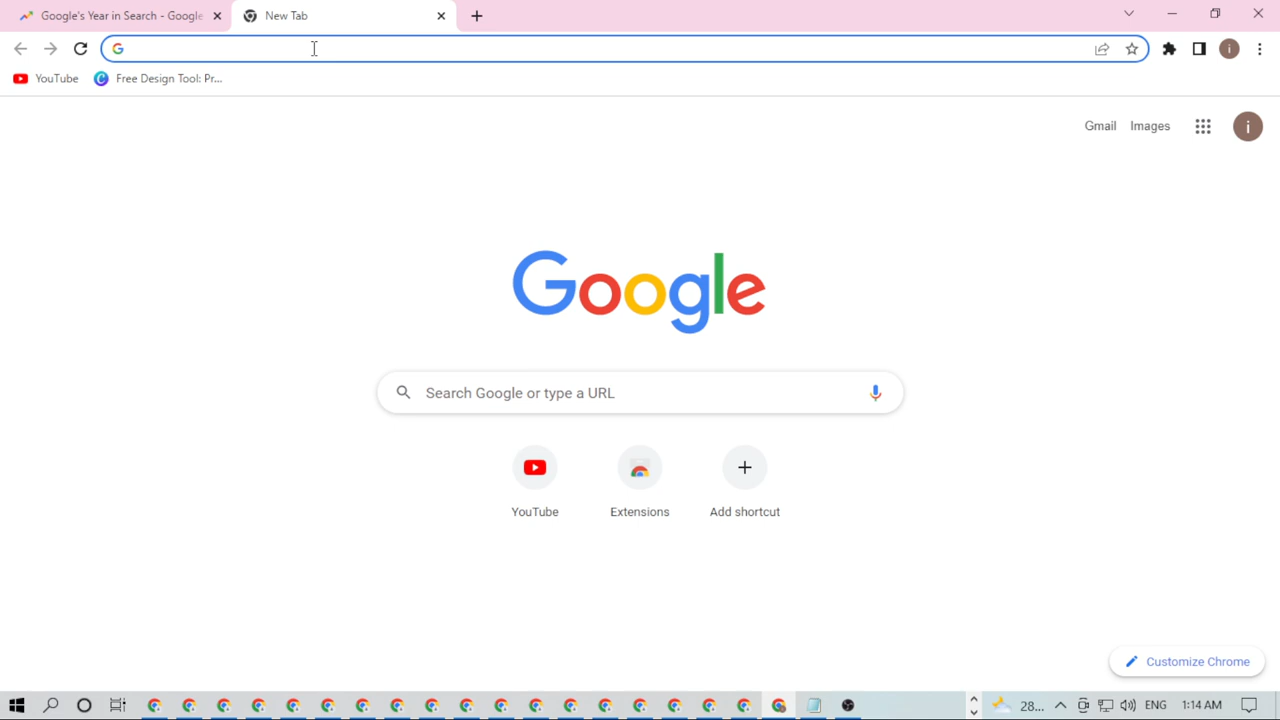 Google's Year in Search - Google
New Tab
YouTube
Free Design Tool: Pr...
Gmail
Images
i
i
Google
Search Google or type a URL
YouTube
Extensions
Add shortcut
Customize Chrome
28...
ENG
1:14 AM